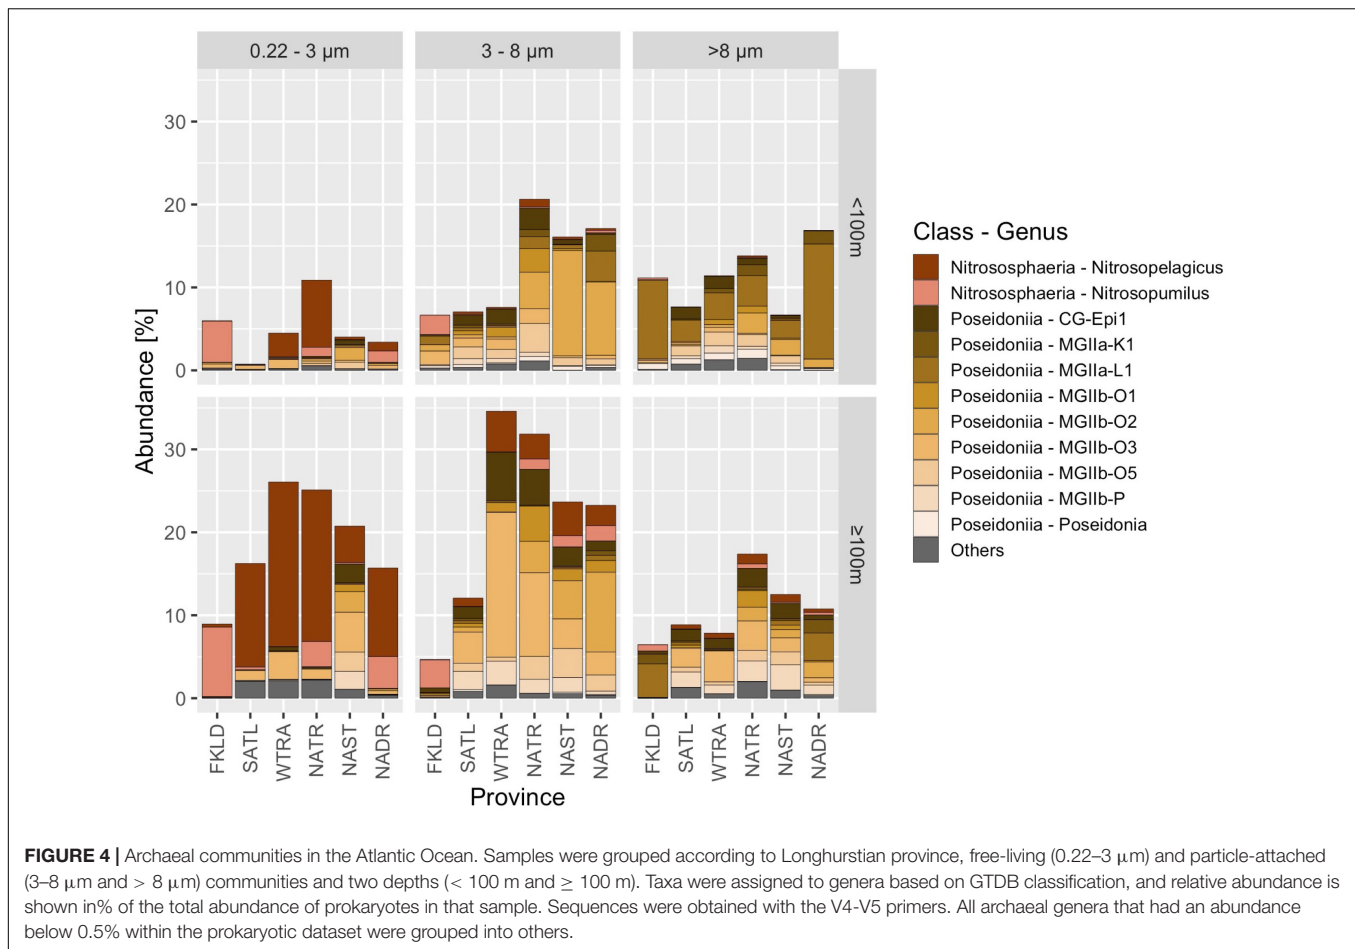 0.22 - 3 μm
3 - 8 μm
>8 μm
30
20
10
0
<100m
30
20
10
0
≥100m
Abundance [%]
FKLD
SATL
WTRA
NATR
NAST
NADR
FKLD
SATL
WTRA
NATR
NAST
NADR
FKLD
SATL
WTRA
NATR
NAST
NADR
Province
Class - Genus
Nitrososphaeria - Nitrosopelagicus
Nitrososphaeria - Nitrosopumilus
Poseidoniia - CG-Epi1
Poseidoniia - MGIIa-K1
Poseidoniia - MGIIa-L1
Poseidoniia - MGIIb-O1
Poseidoniia - MGIIb-O2
Poseidoniia - MGIIb-O3
Poseidoniia - MGIIb-O5
Poseidoniia - MGIIb-P
Poseidoniia - Poseidonia
Others
FIGURE 4 | Archaeal communities in the Atlantic Ocean. Samples were grouped according to Longhurstian province, free-living (0.22–3 μm) and particle-attached
(3–8 μm and > 8 μm) communities and two depths (< 100 m and ≥ 100 m). Taxa were assigned to genera based on GTDB classification, and relative abundance is
shown in% of the total abundance of prokaryotes in that sample. Sequences were obtained with the V4-V5 primers. All archaeal genera that had an abundance
below 0.5% within the prokaryotic dataset were grouped into others.